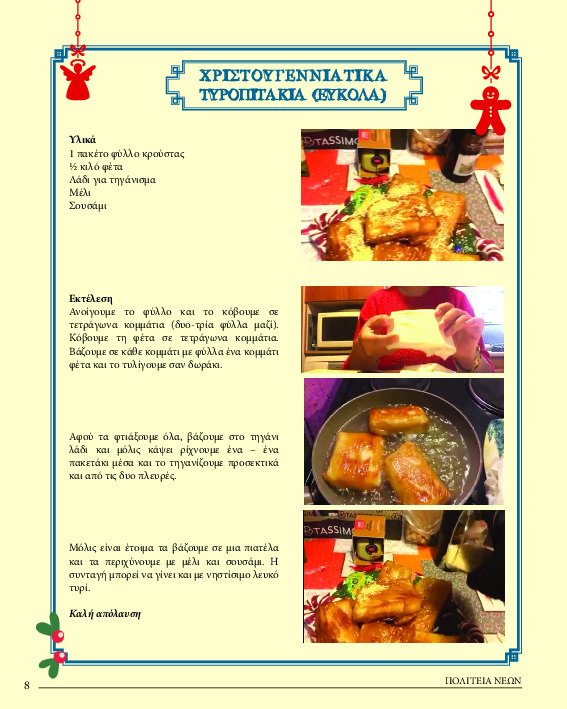 ΧΡΙΣΤΟΥΓΕΝΝΙΑΤΙΚΑ
ΤΥΡΟΠΙΤΑΚΙΑ (ΕΥΚΟΛΑ)
Υλικά
1 πακέτο φύλλο κρούστας
½ κιλό φέτα
Λάδι για τηγάνισμα
Μέλι
Σουσάμι
TASSIMO
Εκτέλεση
Ανοίγουμε το φύλλο και το κόβουμε σε
τετράγωνα κομμάτια (δυο-τρία φύλλα μαζί).
Κόβουμε τη φέτα σε τετράγωνα κομμάτια.
Βάζουμε σε κάθε κομμάτι με φύλλα ένα κομμάτι
φέτα και το τυλίγουμε σαν δωράκι.
Αφού τα φτιάξουμε όλα, βάζουμε στο τηγάνι
λάδι και μόλις κάψει ρίχνουμε ένα – ένα
πακετάκι μέσα και το τηγανίζουμε προσεκτικά
και από τις δυο πλευρές.
TASSIMO
Μόλις είναι έτοιμα τα βάζουμε σε μια πιατέλα
και τα περιχύνουμε με μέλι και σουσάμι. Η
συνταγή μπορεί να γίνει και με νηστίσιμο λευκό
τυρί.
Καλή απόλαυση
8
ΠΟΛΙΤΕΙΑ ΝΕΩΝ